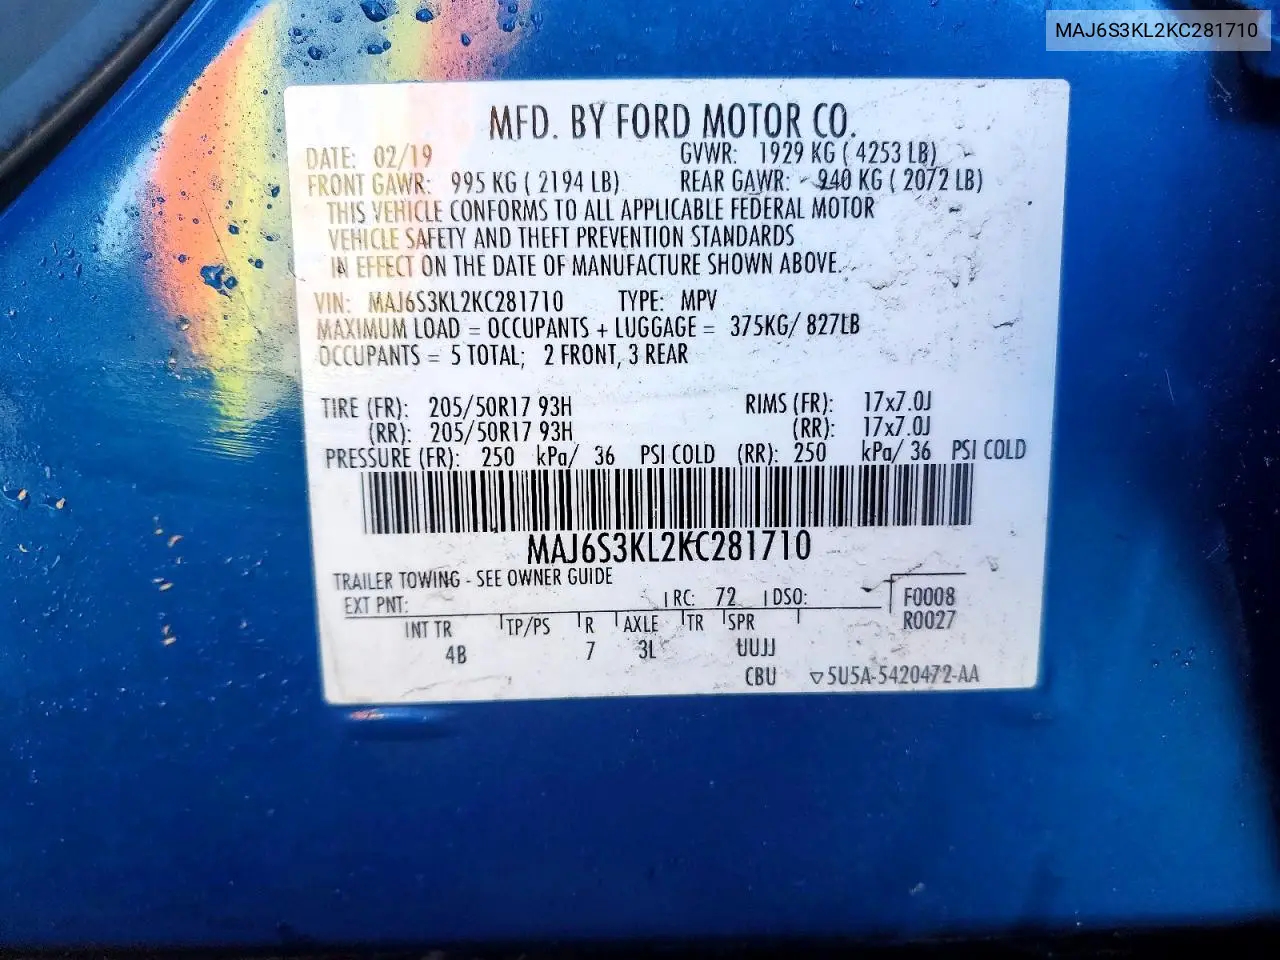 MAJ6S3KL2KC281710
MFD. BY FORD MOTOR CO.
DATE: 02/19 GVWR: 1929 KG ( 4253 LB)
FRONT GAWR: 995 KG ( 2194 LB) REAR GAWR: 940 KG ( 2072 LB)
THIS VEHICLE CONFORMS TO ALL APPLICABLE FEDERAL MOTOR
VEHICLE SAFETY AND THEFT PREVENTION STANDARDS
IN EFFECT ON THE DATE OF MANUFACTURE SHOWN ABOVE.
VIN: MAJ6S3KL2KC281710 TYPE: MPV
MAXIMUM LOAD = OCCUPANTS + LUGGAGE = 375KG/ 827LB
OCCUPANTS = 5 TOTAL; 2 FRONT, 3 REAR
TIRE (FR): 205/50R17 93H RIMS (FR): 17x7.0J
(RR): 205/50R17 93H (RR): 17x7.0J
PRESSURE (FR): 250 kPa/ 36 PSI COLD (RR): 250 kPa/ 36 PSI COLD
MAJ6S3KL2KC281710
TRAILER TOWING - SEE OWNER GUIDE
EXT PNT: RC: 72 DSO: F0008
INT TR TP/PS R AXLE TR SPR R0027
4B 7 3L UUJJ
CBU ▽5U5A-5420472-AA